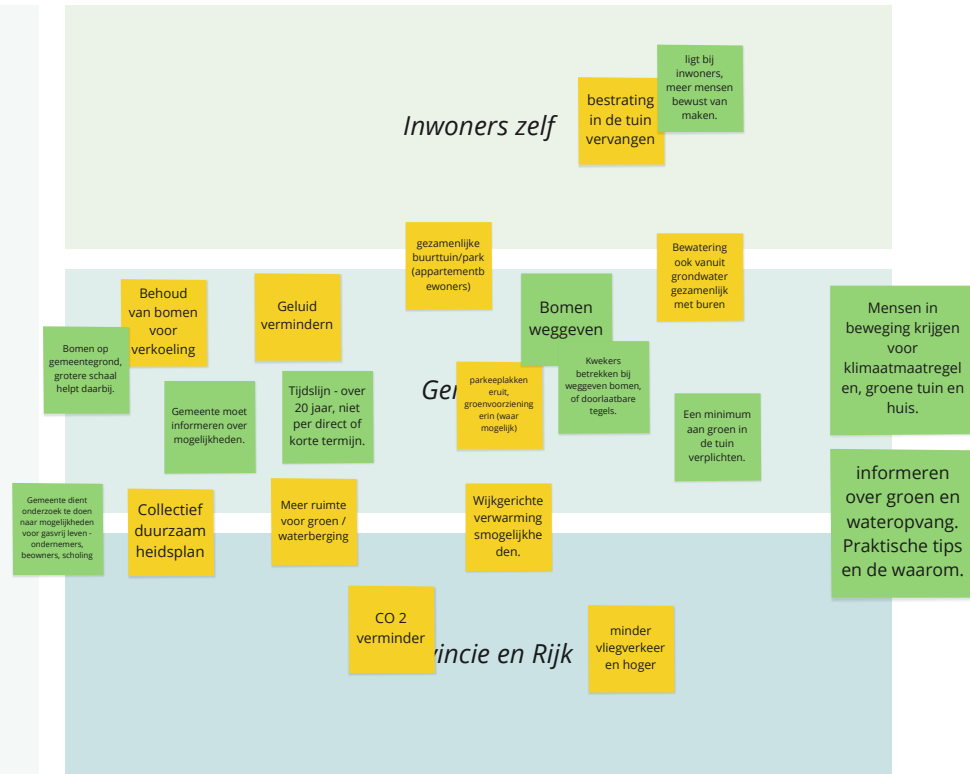 ligt bij
inwoners,
meer mensen
bewust van
maken.
bestrating
in de tuin
vervangen
Inwoners zelf
gezamenlijke
buurttuin/park
(appartementb
ewoners)
Bewatering
ook vanuit
grondwater
gezamenlijk
met buren
Behoud
van bomen
voor
verkoeling
Geluid
verminderen
Bomen
weggeven
Bomen op
gemeentegrond,
grotere schaal
helpt daarbij.
Gemeente moet
informeren over
mogelijkheden.
Tijdslijn - over
20 jaar, niet
per direct of
korte termijn.
Ge
parkeeplakken
eruit,
groenvoorziening
erin (waar
mogelijk)
Kwekers
betrekken bij
weggeven bomen,
of doorlaatbare
tegels.
Een minimum
aan groen in
de tuin
verplichten.
Mensen in
beweging krijgen
voor
klimaatmaatregel
en, groene tuin en
huis.
Gemeente dient
onderzoek te doen
naar mogelijkheden
voor gasvrij leven -
ondernemers,
beowners, scholing
Collectief
duurzaam
heidsplan
Meer ruimte
voor groen /
waterberging
Wijkgerichte
verwarming
smogelijkhe
den.
informeren
over groen en
wateropvang.
Praktische tips
en de waarom.
CO 2
verminder
vincie en Rijk
minder
vliegverkeer
en hoger